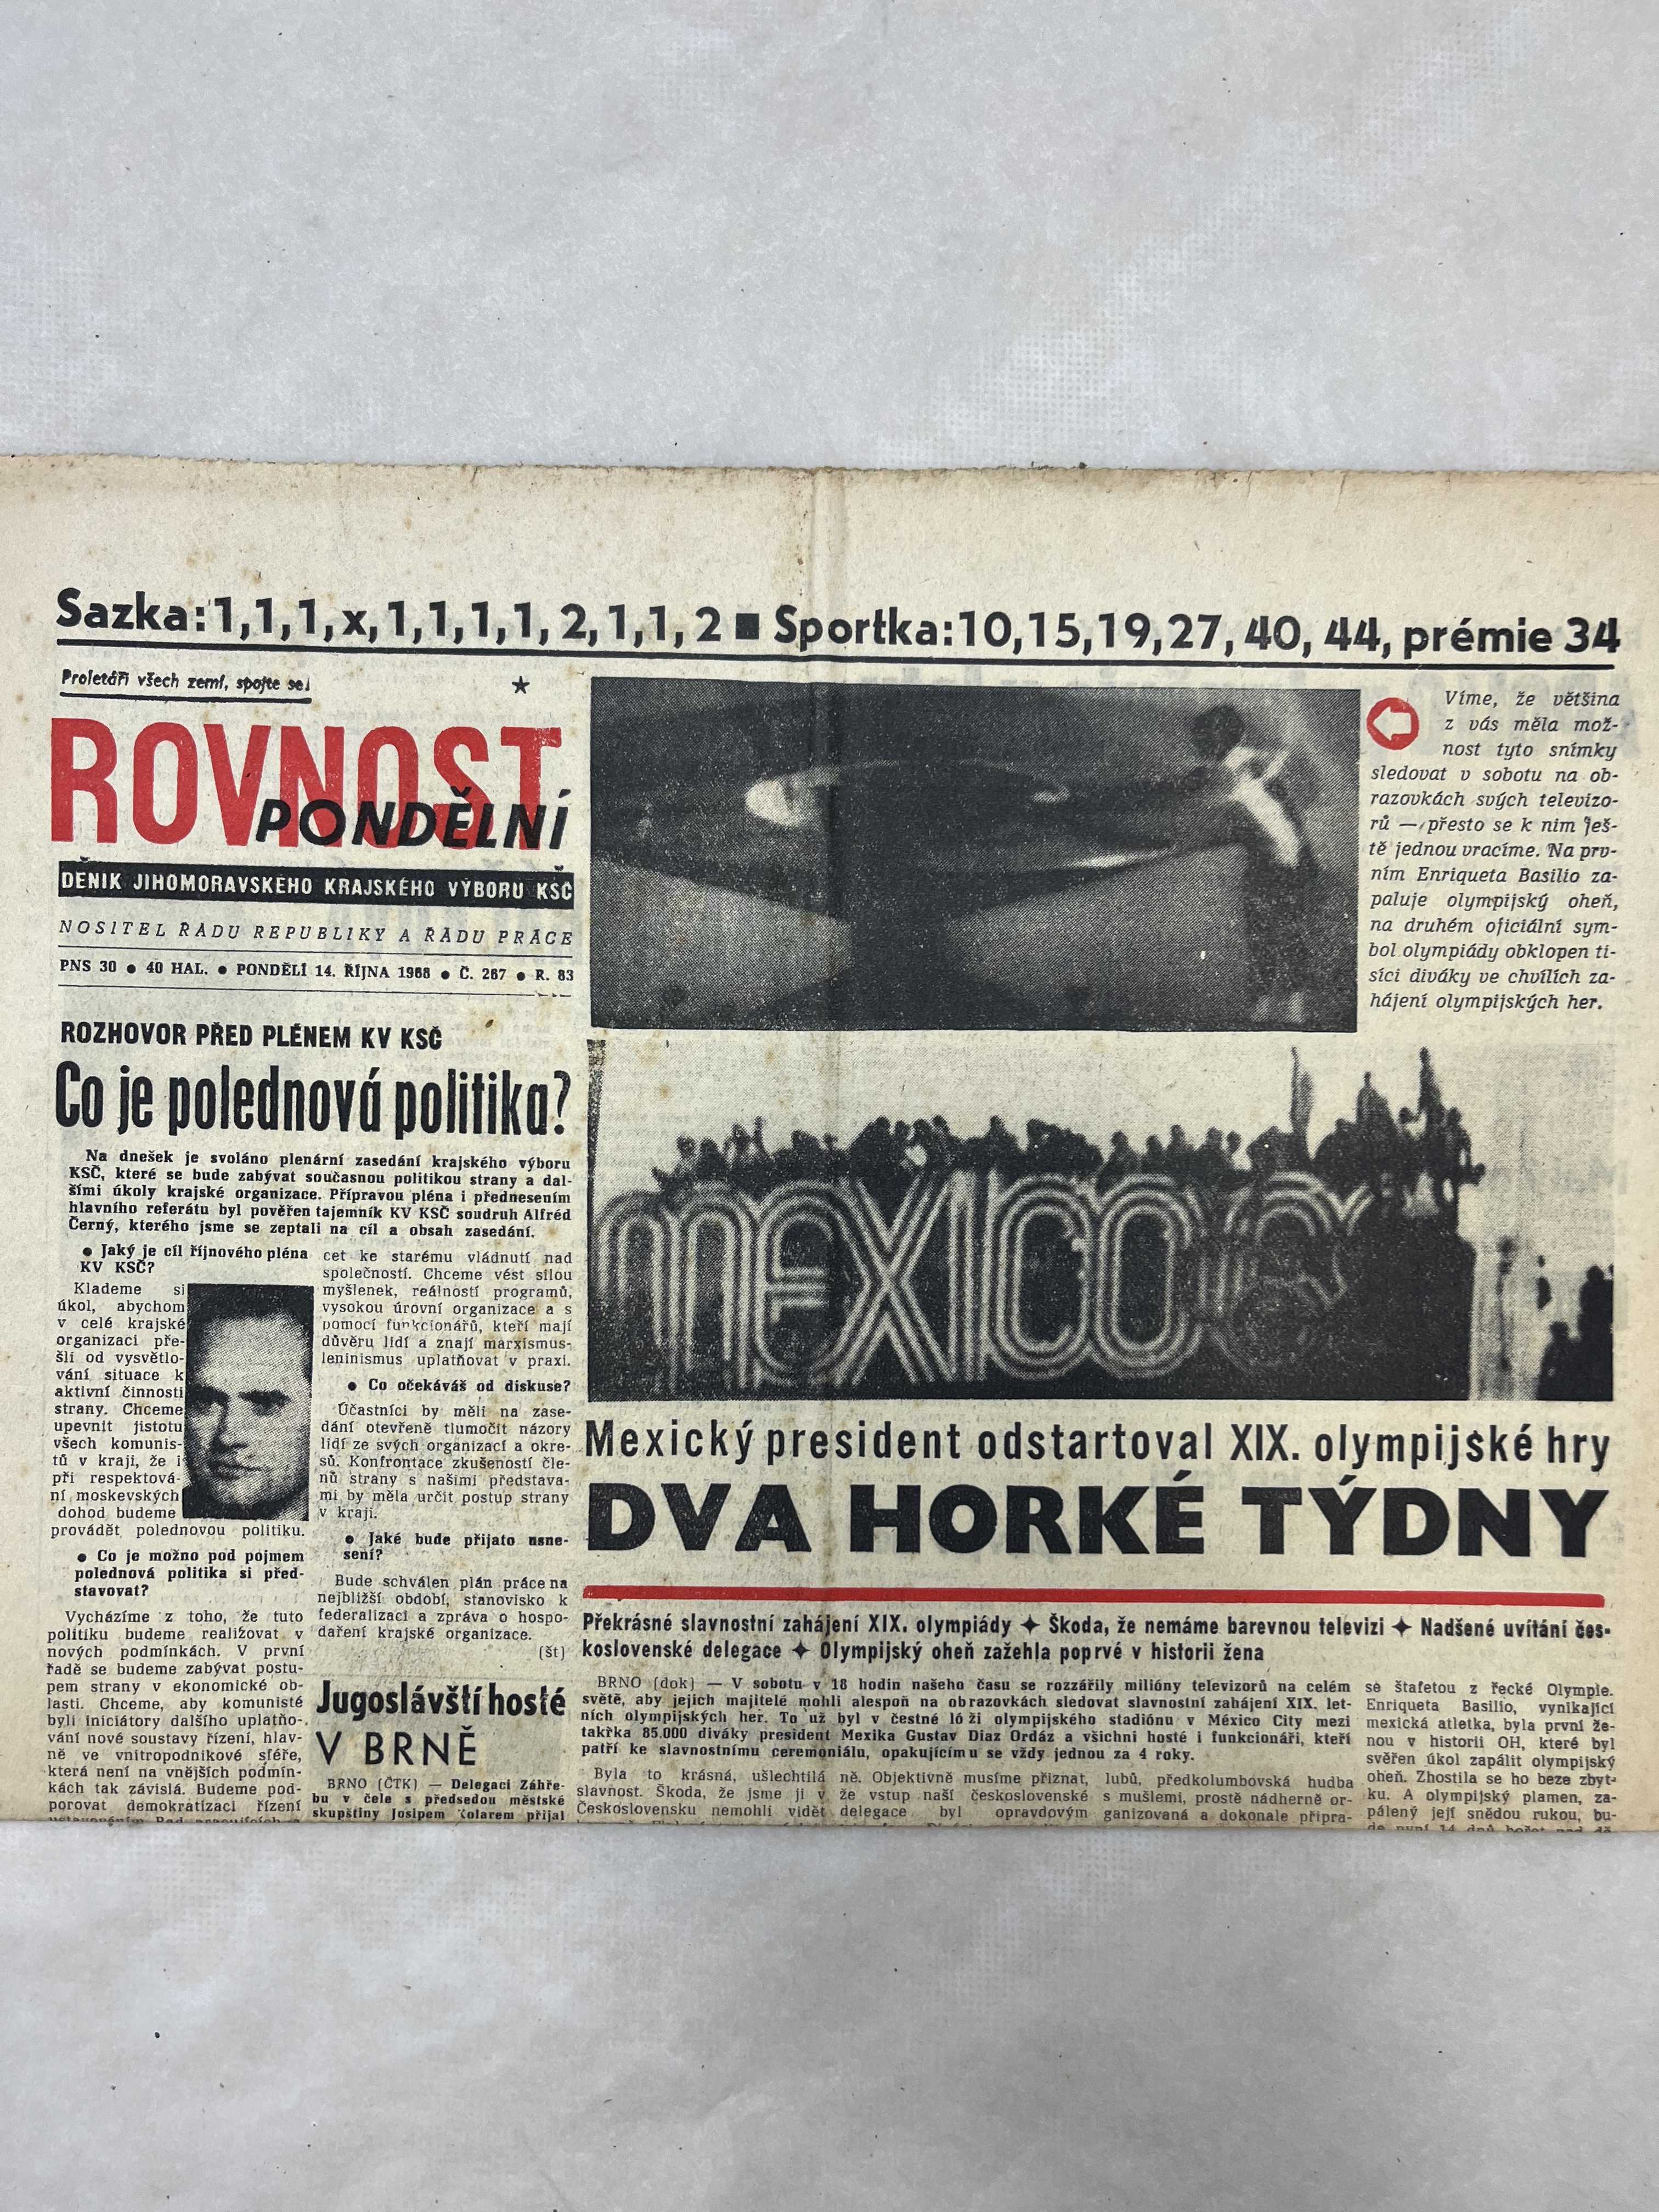 Sazka: 1, 1, 1, x, 1, 1, 1, 1, 2, 1, 1, 2 ■ Sportka: 10, 15, 19, 27, 40, 44, prémie 34
Proletáři všech zemí, spojte se!
★
ROVNOST
PONDĚLNÍ
DENÍK JIHOMORAVSKÉHO KRAJSKÉHO VÝBORU KSČ
NOSITEL ŘÁDU REPUBLIKY A ŘÁDU PRÁCE
PNS 30 ● 40 HAL. ● PONDĚLÍ 14. ŘÍJNA 1968 ● Č. 267 ● R. 83
Víme, že většina
z vás měla mož-
nost tyto snímky
sledovat v sobotu na ob-
razovkách svých televizo-
rů — přesto se k nim ješ-
tě jednou vracíme. Na prv-
ním Enriqueta Basilio za-
paluje olympijský oheň,
na druhém oficiální sym-
bol olympiády obklopen ti-
síci diváky ve chvílích za-
hájení olympijských her.
ROZHOVOR PŘED PLÉNEM KV KSČ
Co je polednová politika?
Na dnešek je svoláno plenární zasedání krajského výboru
KSČ, které se bude zabývat současnou politikou strany a dal-
šími úkoly krajské organizace. Přípravou pléna i přednesením
hlavního referátu byl pověřen tajemník KV KSČ soudruh Alfréd
Černý, kterého jsme se zeptali na cíl a obsah zasedání.
● Jaký je cíl říjnového pléna
KV KSČ?
Klademe si
úkol, abychom
v celé krajské
organizaci pře-
šli od vysvětlo-
vání situace k
aktivní činnosti
strany. Chceme
upevnit jistotu
všech komunis-
tů v kraji, že i
při respektová-
ní moskevských
dohod budeme
provádět polednovou politiku.
● Co je možno pod pojmem
polednová politika si před-
stavovat?
Vycházíme z toho, že tuto
politiku budeme realizovat v
nových podmínkách. V první
řadě se budeme zabývat postu-
pem strany v ekonomické ob-
lasti. Chceme, aby komunisté
byli iniciátory dalšího uplatňo-
vání nové soustavy řízení, hlav-
ně ve vnitropodnikové sféře,
která není na vnějších podmín-
kách tak závislá. Budeme pod-
porovat demokratizaci řízení
cet ke starému vládnutí nad
společností. Chceme vést silou
myšlenek, reálností programů,
vysokou úrovní organizace a s
pomocí funkcionářů, kteří mají
důvěru lidí a znají marxismus-
leninismus uplatňovat v praxi.
● Co očekáváš od diskuse?
Účastníci by měli na zase-
dání otevřeně tlumočit názory
lidí ze svých organizací a okre-
sů. Konfrontace zkušeností čle-
nů strany s našimi představa-
mi by měla určit postup strany
v kraji.
● Jaké bude přijato usne-
sení?
Bude schválen plán práce na
nejbližší období, stanovisko k
federalizaci a zpráva o hospo-
daření krajské organizace.
(št)
Jugoslávští hosté
V BRNĚ
BRNO (ČTK) — Delegaci Záhře-
bu v čele s předsedou městské
skupštiny Josipem Kolarem přijal
MEXICO
Mexický president odstartoval XIX. olympijské hry
DVA HORKÉ TÝDNY
Překrásné slavnostní zahájení XIX. olympiády ✦ Škoda, že nemáme barevnou televizi ✦ Nadšené uvítání čes-
koslovenské delegace ✦ Olympijský oheň zažehla poprvé v historii žena
BRNO (dok) — V sobotu v 18 hodin našeho času se rozzářily milióny televizorů na celém
světě, aby jejich majitelé mohli alespoň na obrazovkách sledovat slavnostní zahájení XIX. let-
ních olympijských her. To už byl v čestné lóži olympijského stadiónu v México City mezi
takřka 85.000 diváky president Mexika Gustav Diaz Ordáz a všichni hosté i funkcionáři, kteří
patří ke slavnostnímu ceremoniálu, opakujícímu se vždy jednou za 4 roky.
Byla to krásná, ušlechtilá
slavnost. Škoda, že jsme ji v
Československu nemohli vidět
ně. Objektivně musíme přiznat,
že vstup naší československé
delegace byl opravdovým
lubů, předkolumbovská hudba
s mušlemi, prostě nádherně or-
ganizovaná a dokonale připra-
se štafetou z řecké Olympie.
Enriqueta Basilio, vynikající
mexická atletka, byla první že-
nou v historii OH, které byl
svěřen úkol zapálit olympijský
oheň. Zhostila se ho beze zbyt-
ku. A olympijský plamen, za-
pálený její snědou rukou, bu-